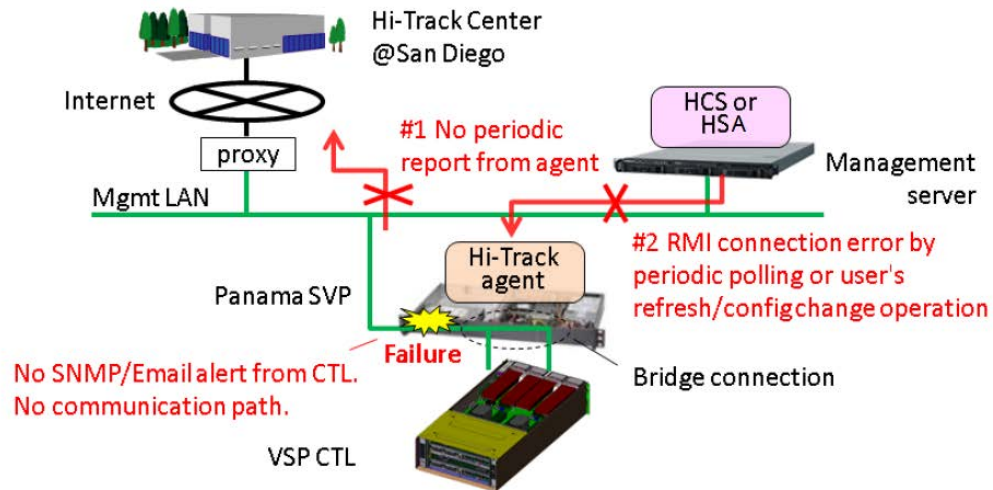 Hi-Track Center
@San Diego
Internet
proxy
Mgmt LAN
#1 No periodic
report from agent
HCS or
HSA
Management
server
#2 RMI connection error by
periodic polling or user's
refresh/config change operation
Hi-Track
agent
Panama SVP
Failure
No SNMP/Email alert from CTL.
No communication path.
Bridge connection
VSP CTL